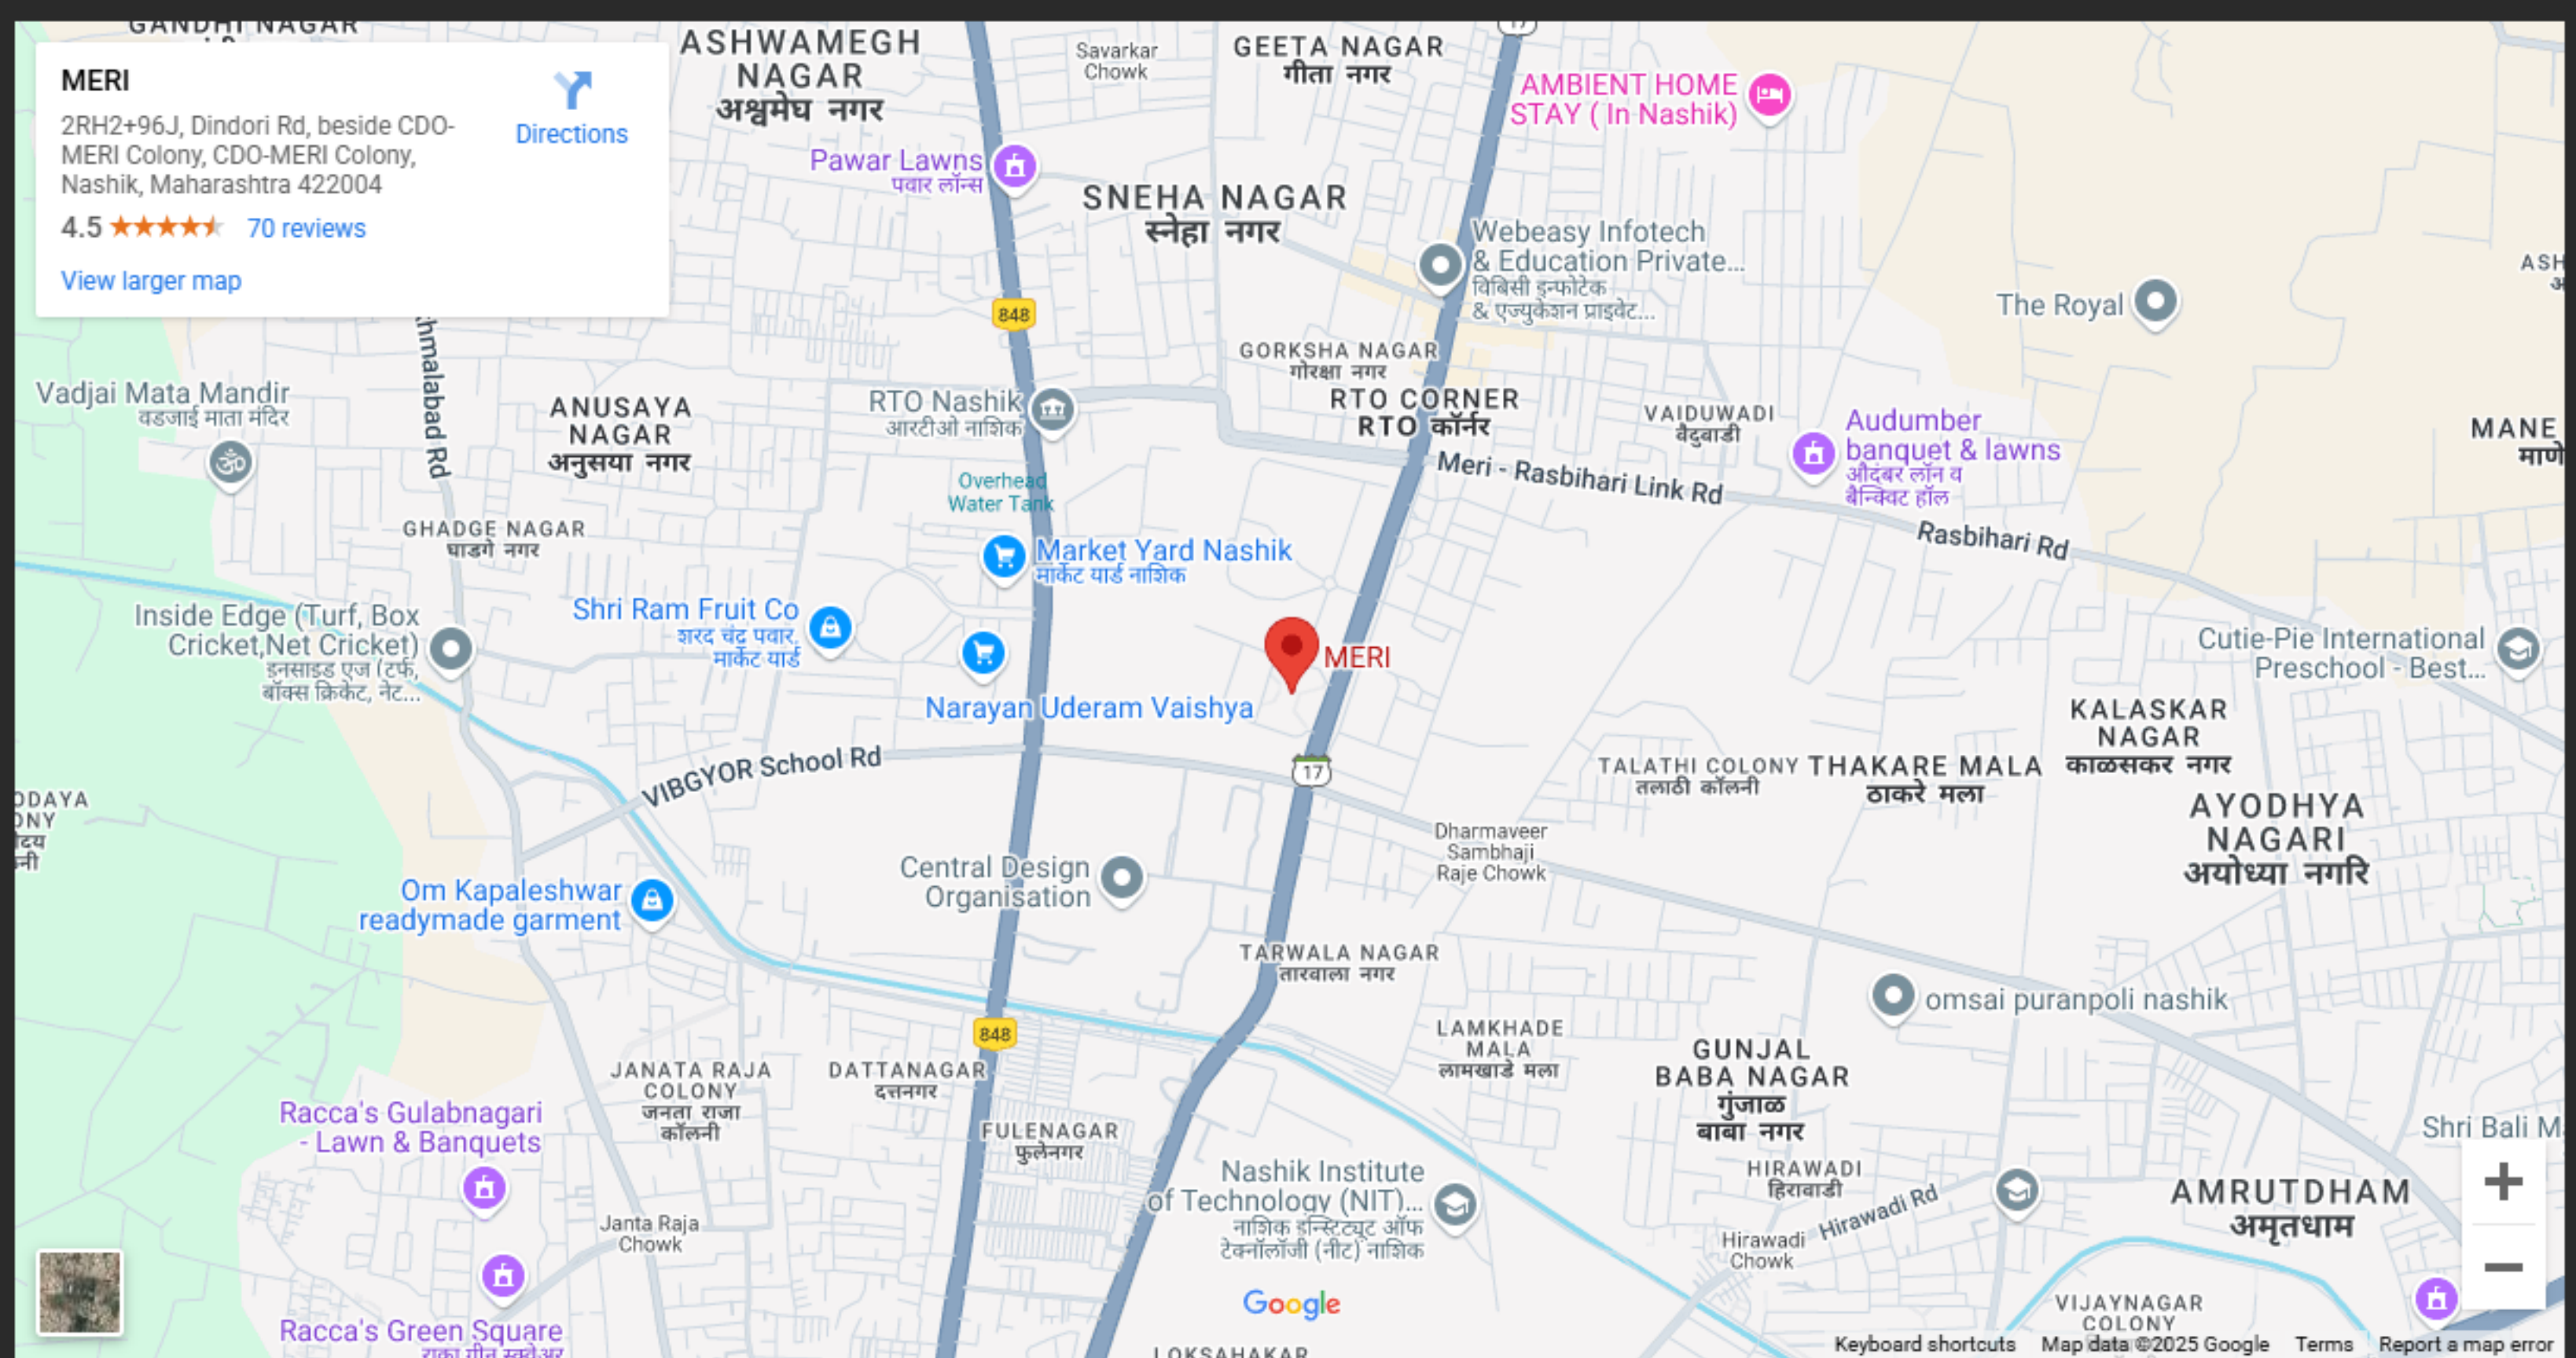 GANDHI NAGAR
MERI
2RH2+96J, Dindori Rd, beside CDO-
MERI Colony, CDO-MERI Colony,
Nashik, Maharashtra 422004
4.5
70 reviews
View larger map
Directions
ASHWAMEGH
NAGAR
अश्वमेघ नगर
Savarkar
Chowk
GEETA NAGAR
गीता नगर
17
AMBIENT HOME
STAY ( In Nashik)
Pawar Lawns
पवार लॉन्स
SNEHA NAGAR
स्नेहा नगर
Webeasy Infotech
& Education Private...
विबिसी इन्फोटेक
& एज्युकेशन प्राइवेट...
The Royal
848
GORKSHA NAGAR
गोरक्षा नगर
RTO CORNER
RTO कॉर्नर
VAIDUWADI
वैदुवाडी
Audumber
banquet & lawns
औदंबर लॉन व
बैन्क्विट हॉल
MANE
Vadjai Mata Mandir
वडजाई माता मंदिर
hmalabad Rd
ANUSAYA
NAGAR
अनुसया नगर
RTO Nashik
आरटीओ नाशिक
Overhead
Water Tank
Meri - Rasbihari Link Rd
Rasbihari Rd
GHADGE NAGAR
घाडगे नगर
Market Yard Nashik
मार्केट यार्ड नाशिक
Shri Ram Fruit Co
शरद चंद्र पवार,
मार्केट यार्ड
Inside Edge (Turf, Box
Cricket,Net Cricket)
इनसाइड एज (टर्फ,
बॉक्स क्रिकेट, नेट...
MERI
Narayan Uderam Vaishya
Cutie-Pie International
Preschool - Best...
VIBGYOR School Rd
17
TALATHI COLONY
तलाठी कॉलनी
THAKARE MALA
ठाकरे मला
KALASKAR
NAGAR
काळसकर नगर
AYODHYA
NAGARI
अयोध्या नगरि
Dharmaveer
Sambhaji
Raje Chowk
Central Design
Organisation
Om Kapaleshwar
readymade garment
TARWALA NAGAR
तारवाला नगर
omsai puranpoli nashik
848
LAMKHADE
MALA
लामखाडे मला
GUNJAL
BABA NAGAR
गुंजाळ
बाबा नगर
JANATA RAJA
COLONY
जनता राजा
कॉलनी
DATTANAGAR
दत्तनगर
Racca's Gulabnagari
- Lawn & Banquets
FULENAGAR
फुलेनगर
Shri Bali M
Nashik Institute
of Technology (NIT)...
नाशिक इन्स्टिट्यूट ऑफ
टेक्नॉलॉजी (नीट) नाशिक
HIRAWADI
हिरावाडी
Hirawadi Rd
AMRUTDHAM
अमृतधाम
Janta Raja
Chowk
Hirawadi
Chowk
Google
Racca's Green Square
VIJAYNAGAR
COLONY
LOKSAHAKAR
Keyboard shortcuts
Map data ©2025 Google
Terms
Report a map error